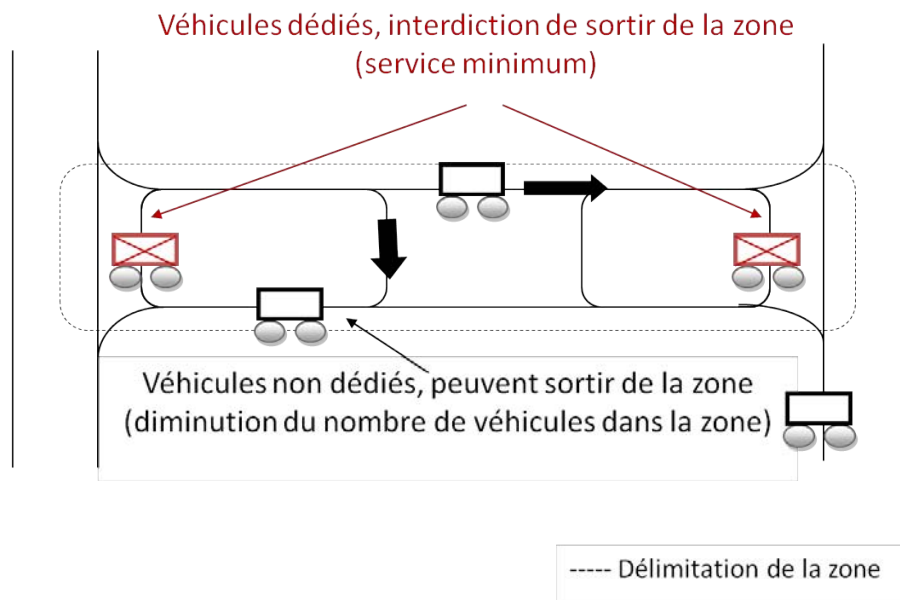 Véhicules dédiés, interdiction de sortir de la zone
(service minimum)
Véhicules non dédiés, peuvent sortir de la zone
(diminution du nombre de véhicules dans la zone)
----- Délimitation de la zone